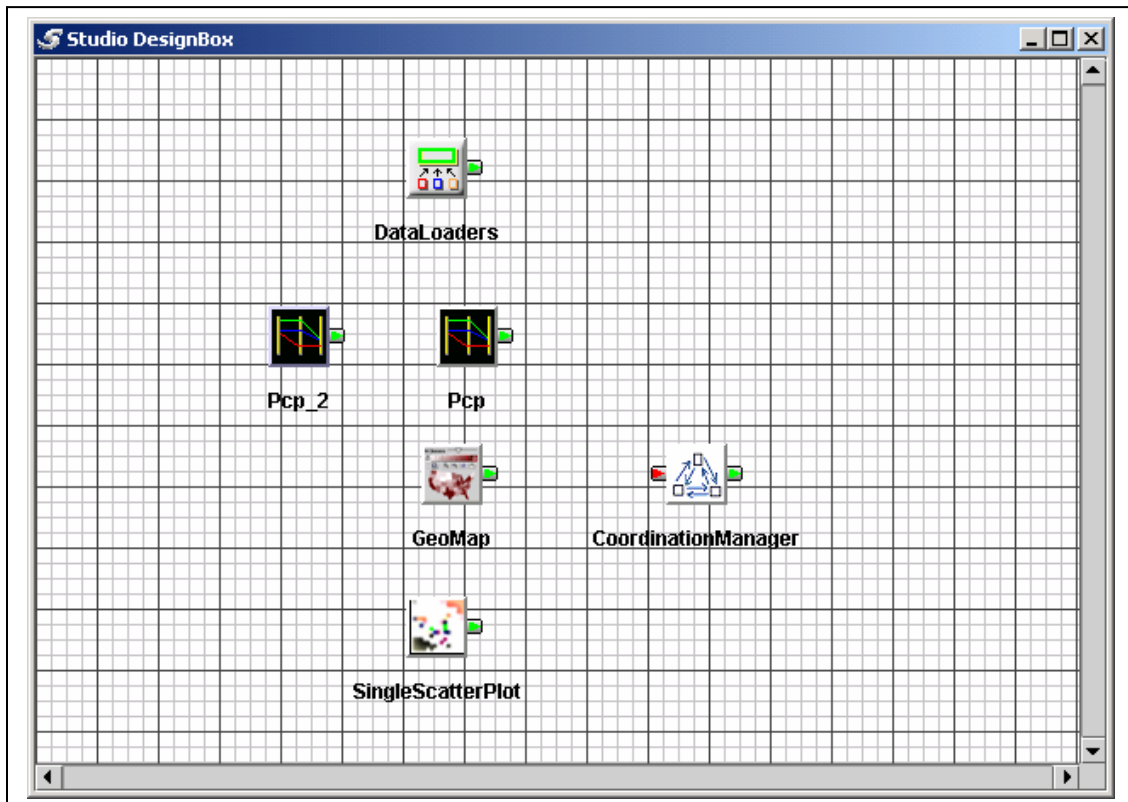 Studio DesignBox
DataLoaders
Pcp_2
Pcp
GeoMap
CoordinationManager
SingleScatterPlot